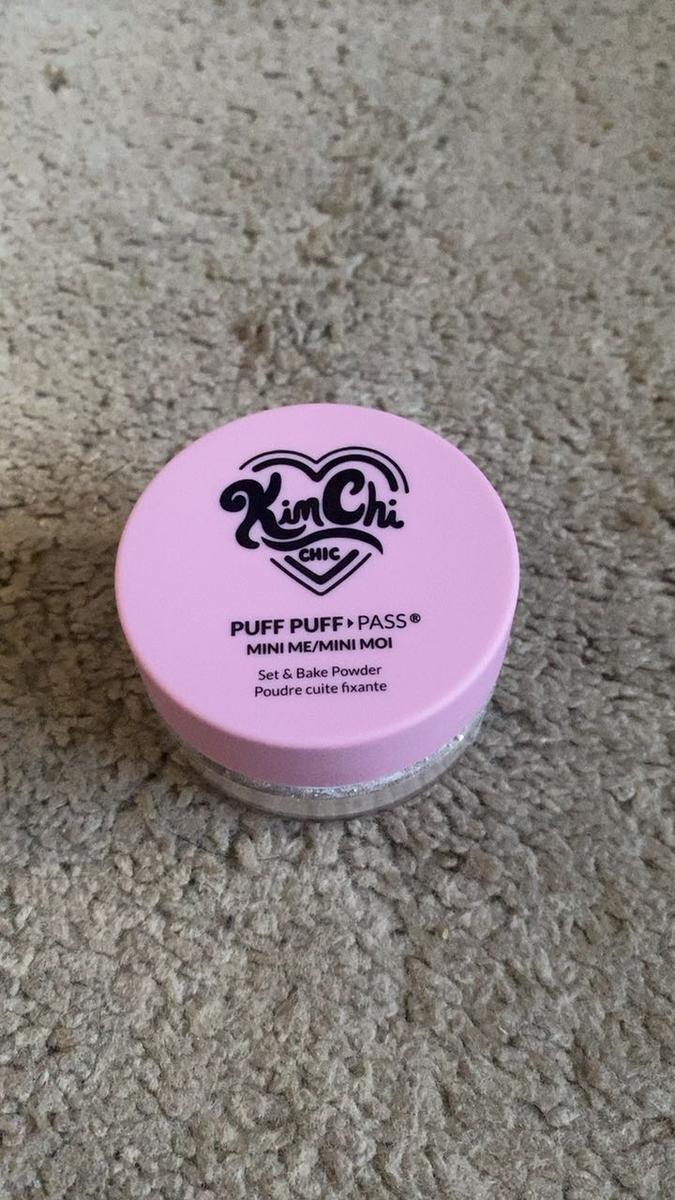 KimChi
CHIC
PUFF PUFF▸PASS®
MINI ME/MINI MOI
Set & Bake Powder
Poudre cuite fixante